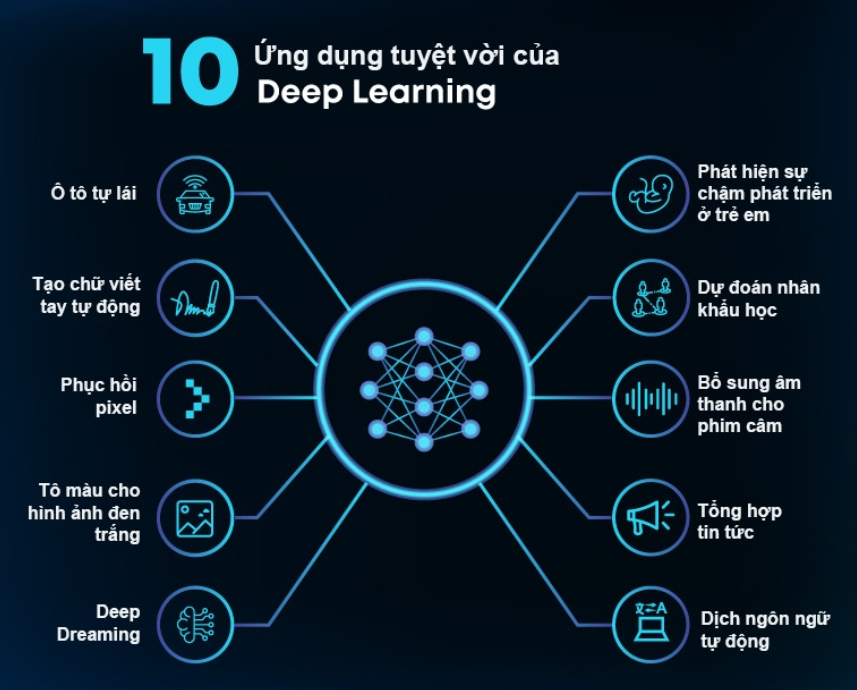 10 Ứng dụng tuyệt vời của
Deep Learning
Ô tô tự lái
Tạo chữ viết
tay tự động
Phục hồi
pixel
Tô màu cho
hình ảnh đen
trắng
Deep
Dreaming
Phát hiện sự
chậm phát triển
ở trẻ em
Dự đoán nhân
khẩu học
Bổ sung âm
thanh cho
phim câm
Tổng hợp
tin tức
文⇄A
Dịch ngôn ngữ
tự động